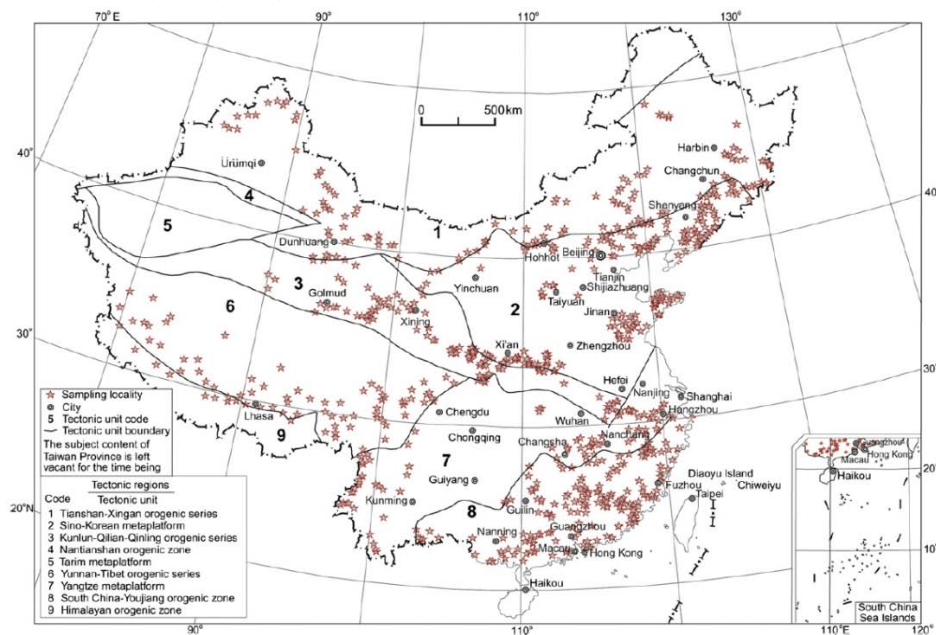 70° E
90°
110°
130°
0
500km
40°
Ürümqi
Harbin
Changchun
4
5
1
Shenyang
40°
Dunhuang
Hohhot
Beijing
Tianjin
3
Golmud
Yinchuan
2
Shijiazhuang
Taiyuan
6
Xining
Jinan
30°
Xi'an
Zhengzhou
Hefei
Nanjing
Shanghai
Lhasa
Chengdu
Wuhan
Hangzhou
9
Chongqing
Changsha
Nanchang
7
Guiyang
Diaoyu Island
Chiweiyu
Fuzhou
Taipei
Kunming
8
Guilin
20°N
Nanning
Guangzhou
Macau
Hong Kong
Haikou
90°
110°
Sampling locality
City
5 Tectonic unit code
Tectonic unit boundary
The subject content of
Taiwan Province is left
vacant for the time being
Tectonic regions
Code Tectonic unit
1 Tianshan-Xingan orogenic series
2 Sino-Korean metaplatform
3 Kunlun-Qilian-Qinling orogenic series
4 Nantianshan orogenic zone
5 Tarim metaplatform
6 Yunnan-Tibet orogenic series
7 Yangtze metaplatform
8 South China-Youjiang orogenic zone
9 Himalayan orogenic zone
Guangzhou
Hong Kong
Macau
Haikou
20°
10°
South China
Sea Islands
110°E
120°